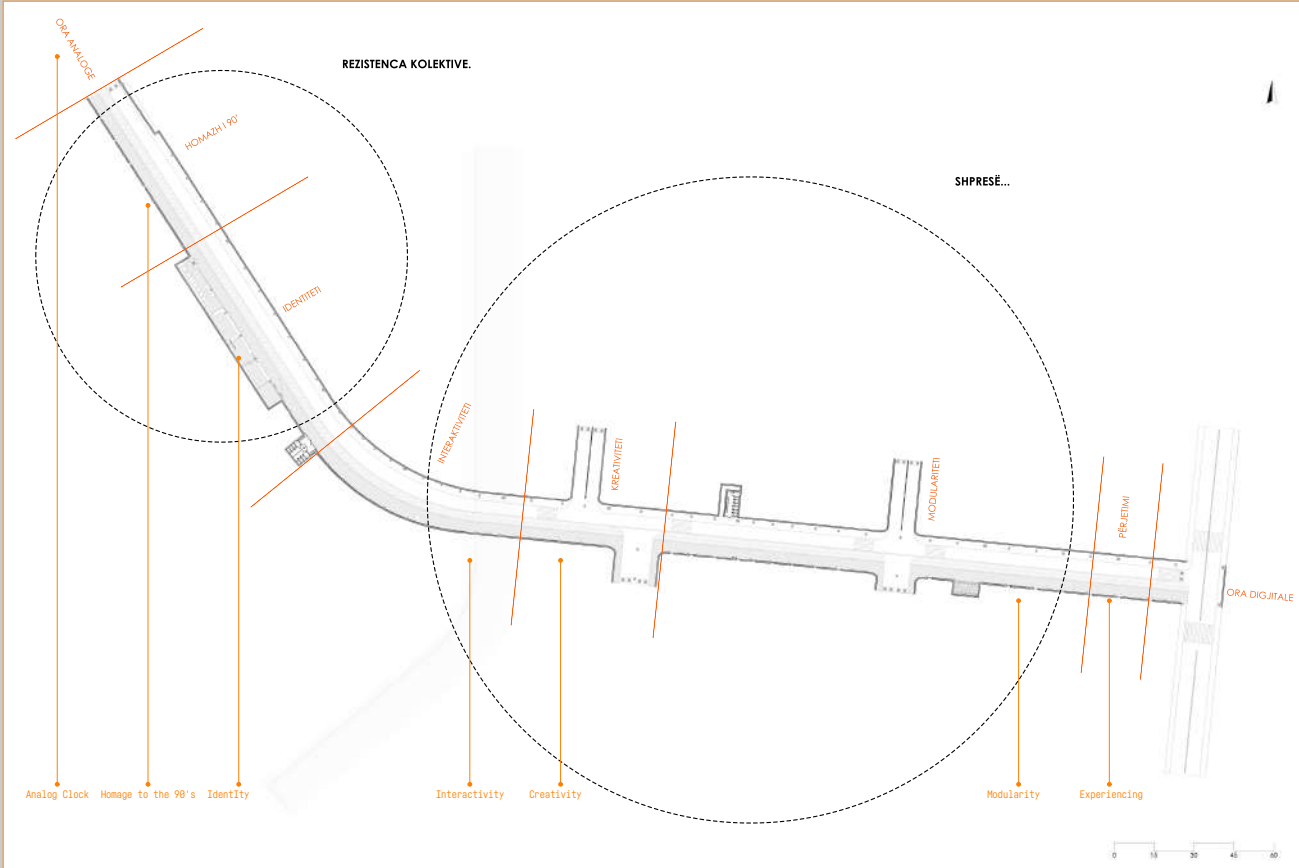 ORA ANALOGE
REZISTENCA KOLEKTIVE.
HOMAZH I 90'
SHPRESË...
IDENTITETI
INTERAKTIVITETI
KREATIVITETI
MODULARITETI
PËRJETIMI
ORA DIGJITALE
Analog Clock
Homage to the 90's
IdentIty
Interactivity
Creativity
Modularity
Experiencing
0 15 30 45 60